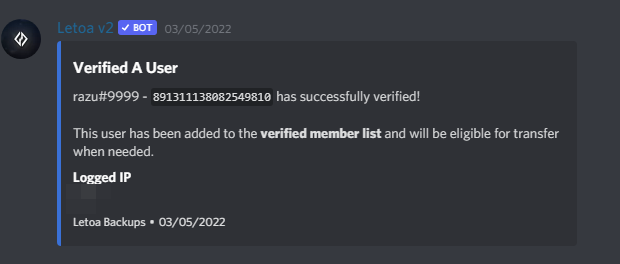 Letoa v2 ✓ BOT 03/05/2022
Verified A User
razu#9999 - 891311138082549810 has successfully verified!
This user has been added to the verified member list and will be eligible for transfer
when needed.
Logged IP
Letoa Backups • 03/05/2022